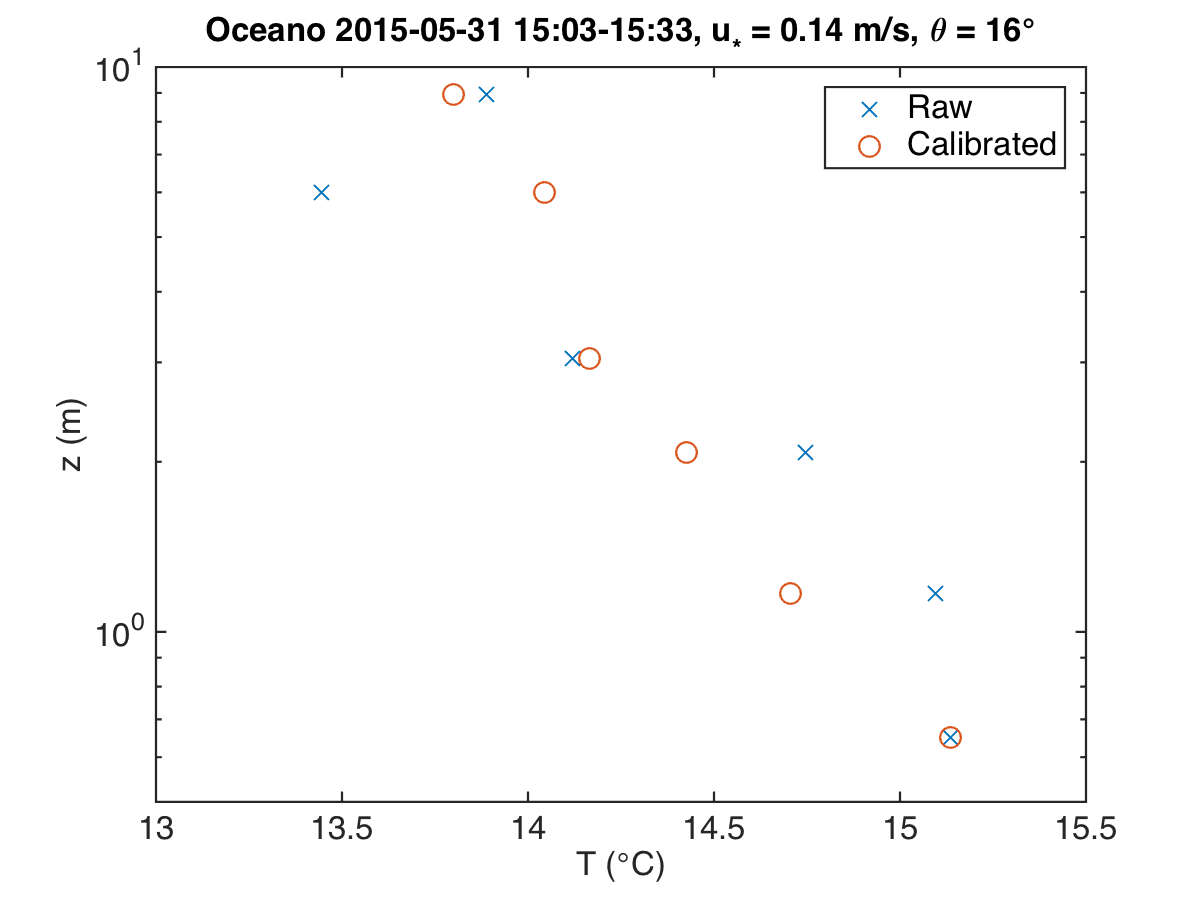 Oceano 2015-05-31 15:03-15:33, u* = 0.14 m/s, θ = 16°
10¹
Raw
Calibrated
z (m)
10⁰
13 13.5 14 14.5 15 15.5
T (°C)